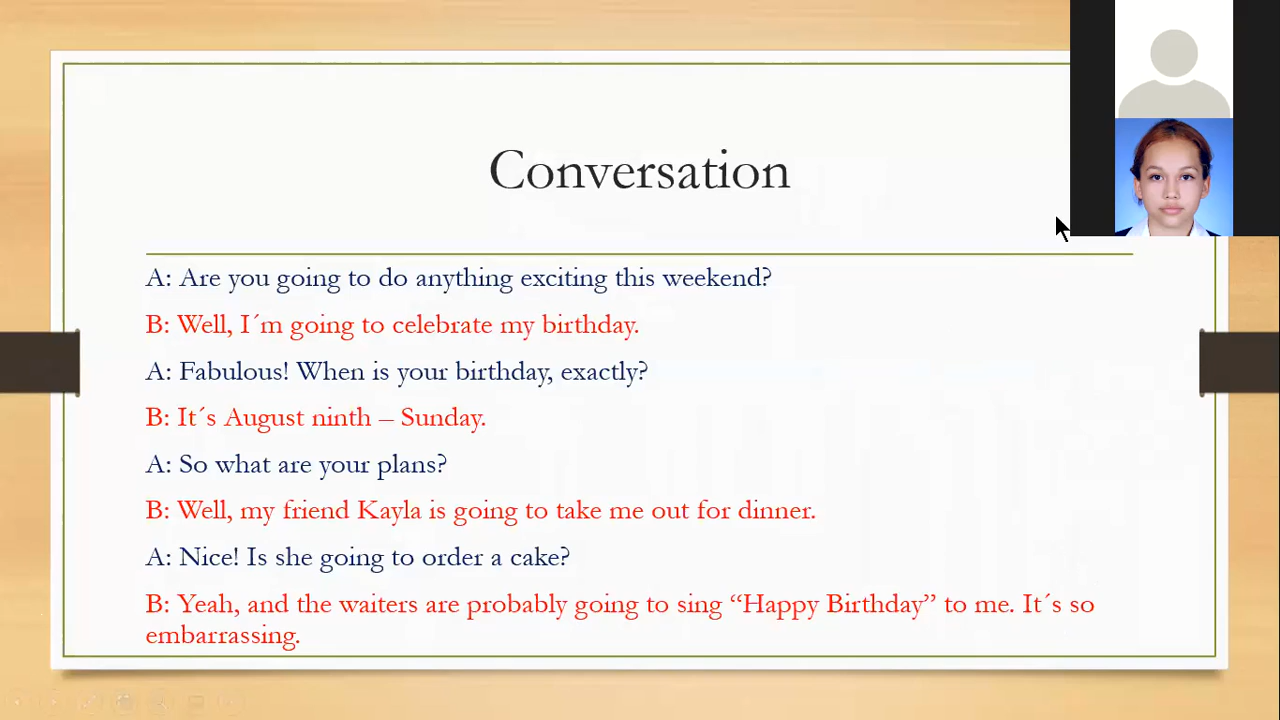 Conversation
A: Are you going to do anything exciting this weekend?
B: Well, I´m going to celebrate my birthday.
A: Fabulous! When is your birthday, exactly?
B: It´s August ninth – Sunday.
A: So what are your plans?
B: Well, my friend Kayla is going to take me out for dinner.
A: Nice! Is she going to order a cake?
B: Yeah, and the waiters are probably going to sing “Happy Birthday” to me. It´s so
embarrassing.